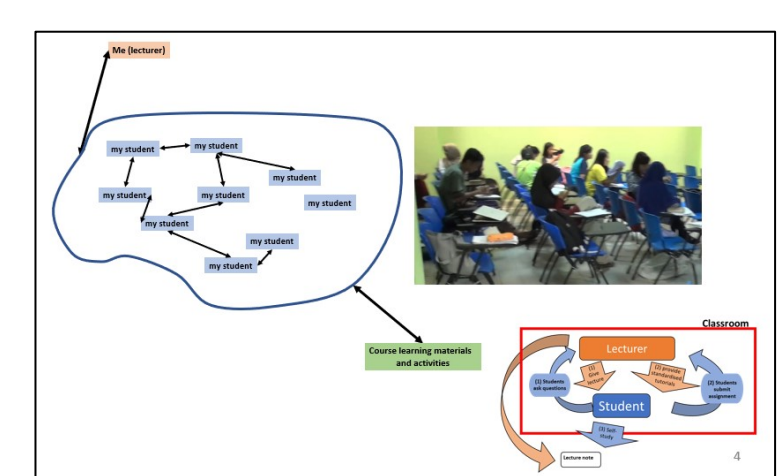 Me (lecturer)
my student
my student
my student
my student
my student
my student
my student
my student
my student
Course learning materials
and activities
Classroom
Lecturer
(1) Students
ask questions
(1)
Give
lecture
(2) provide
standardised
tutorials
(2) Students
submit
assignment
Student
(3) Self-
study
Lecture note
4